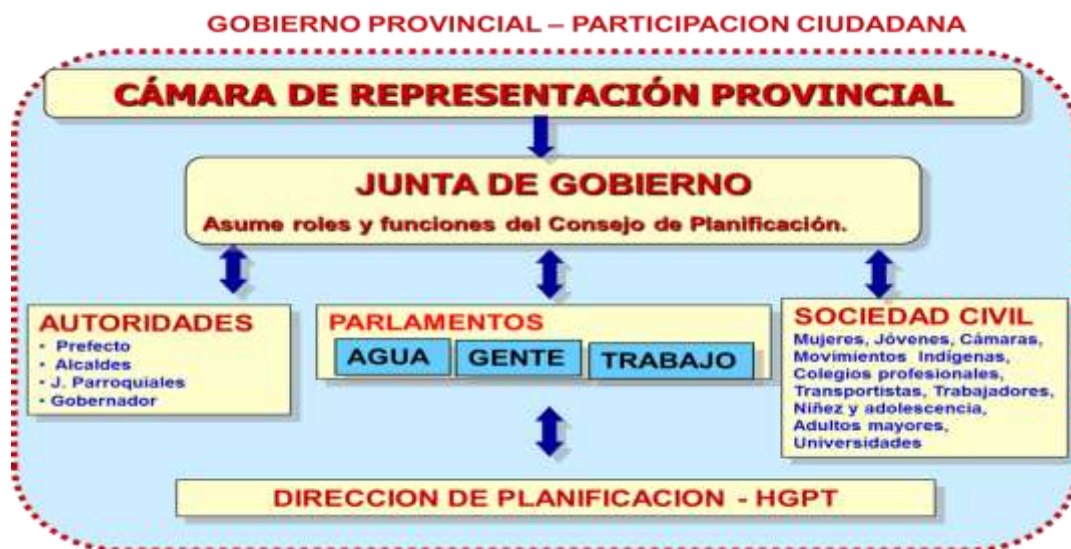 GOBIERNO PROVINCIAL – PARTICIPACION CIUDADANA
CÁMARA DE REPRESENTACIÓN PROVINCIAL
JUNTA DE GOBIERNO
Asume roles y funciones del Consejo de Planificación.
AUTORIDADES
• Prefecto
• Alcaldes
• J. Parroquiales
• Gobernador
PARLAMENTOS
AGUA
GENTE
TRABAJO
SOCIEDAD CIVIL
Mujeres, Jóvenes, Cámaras,
Movimientos Indígenas,
Colegios profesionales,
Transportistas, Trabajadores,
Niñez y adolescencia,
Adultos mayores,
Universidades
DIRECCION DE PLANIFICACION - HGPT